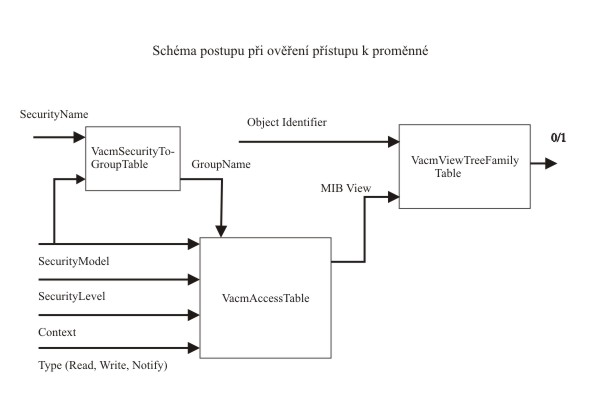 Schéma postupu při ověření přístupu k proměnné
SecurityName
Object Identifier
0/1
VacmSecurityTo-
GroupTable
GroupName
VacmViewTreeFamily
Table
MIB View
SecurityModel
SecurityLevel
VacmAccessTable
Context
Type (Read, Write, Notify)